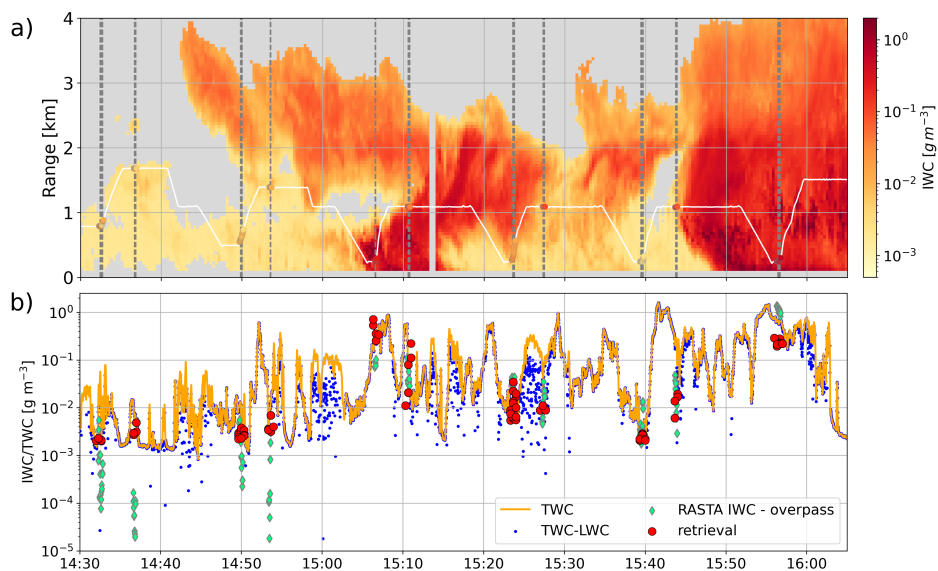 a)
4
3
2
1
0
Range [km]
10⁰
10⁻¹
10⁻²
10⁻³
IWC [gm⁻³]
b)
10⁰
10⁻¹
10⁻²
10⁻³
10⁻⁴
10⁻⁵
IWC/TWC [g m⁻³]
TWC
TWC-LWC
RASTA IWC - overpass
retrieval
14:30 14:40 14:50 15:00 15:10 15:20 15:30 15:40 15:50 16:00